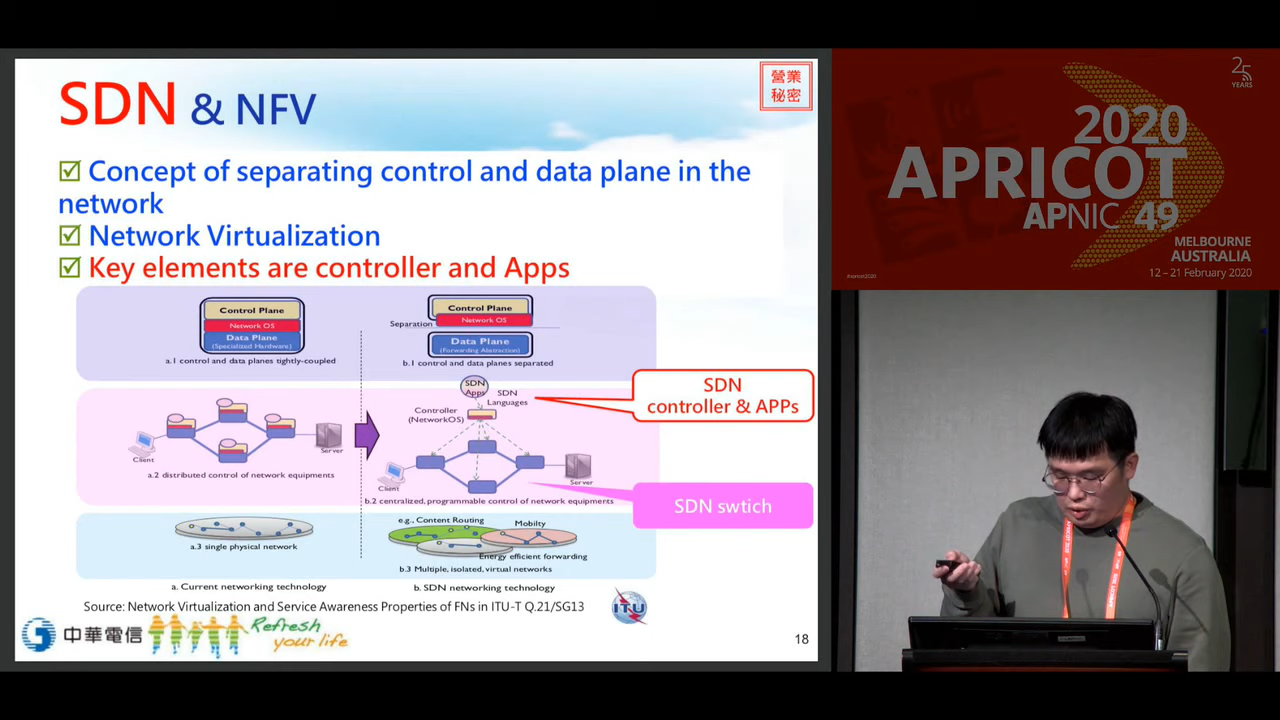 SDN & NFV
營業
秘密
☑ Concept of separating control and data plane in the
network
☑ Network Virtualization
☑ Key elements are controller and Apps
Control Plane
Network OS
Data Plane
(Specialized Hardware)
a.1 control and data planes tightly-coupled
Control Plane
Network OS
Separation
Data Plane
(Forwarding Abstraction)
b.1 control and data planes separated
Client
Server
a.2 distributed control of network equipments
SDN
Apps
SDN
Languages
Controller
(NetworkOS)
Client
Server
b.2 centralized, programmable control of network equipments
SDN
controller & APPs
SDN swtich
a.3 single physical network
e.g., Content Routing
Mobilty
Energy efficient forwarding
b.3 Multiple, isolated, virtual networks
a. Current networking technology
b. SDN networking technology
Source: Network Virtualization and Service Awareness Properties of FNs in ITU-T Q.21/SG13
ITU
中華電信
Refresh
your life
18
25
YEARS
2020
APRICOT
APNIC 49
MELBOURNE
AUSTRALIA
12 – 21 February 2020
APRICOT 2020